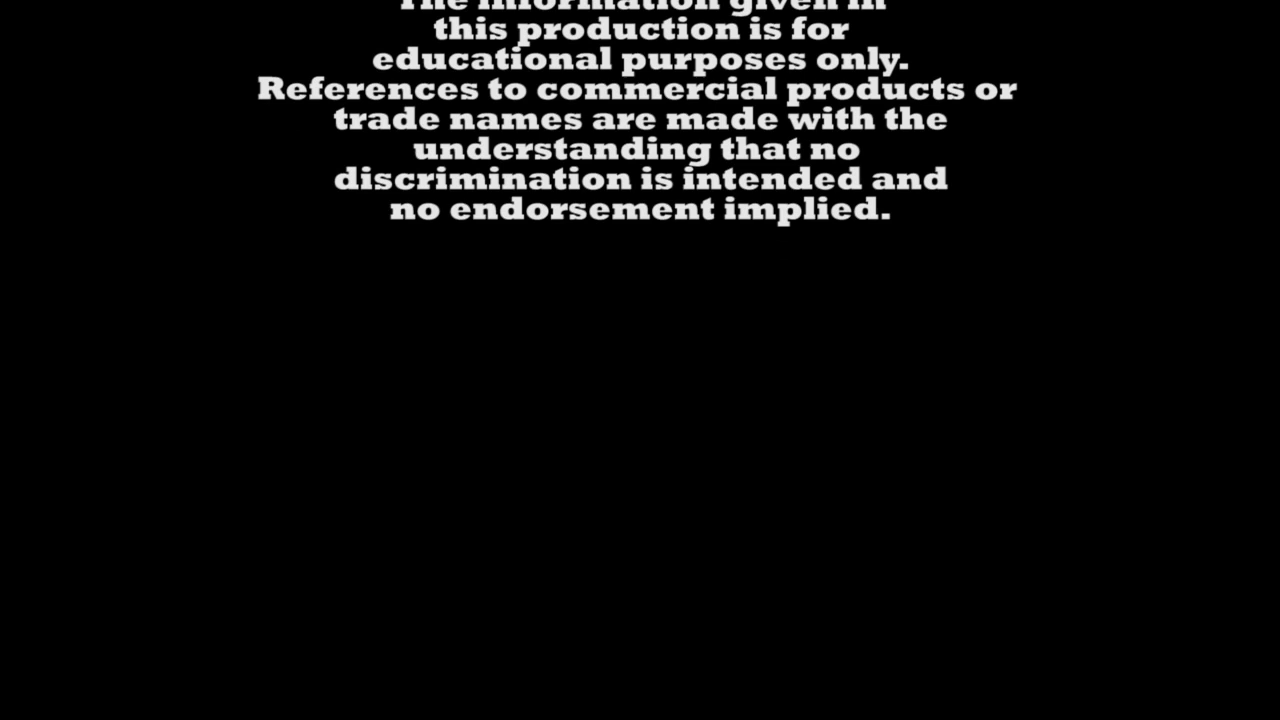 The information given in
this production is for
educational purposes only.
References to commercial products or
trade names are made with the
understanding that no
discrimination is intended and
no endorsement implied.